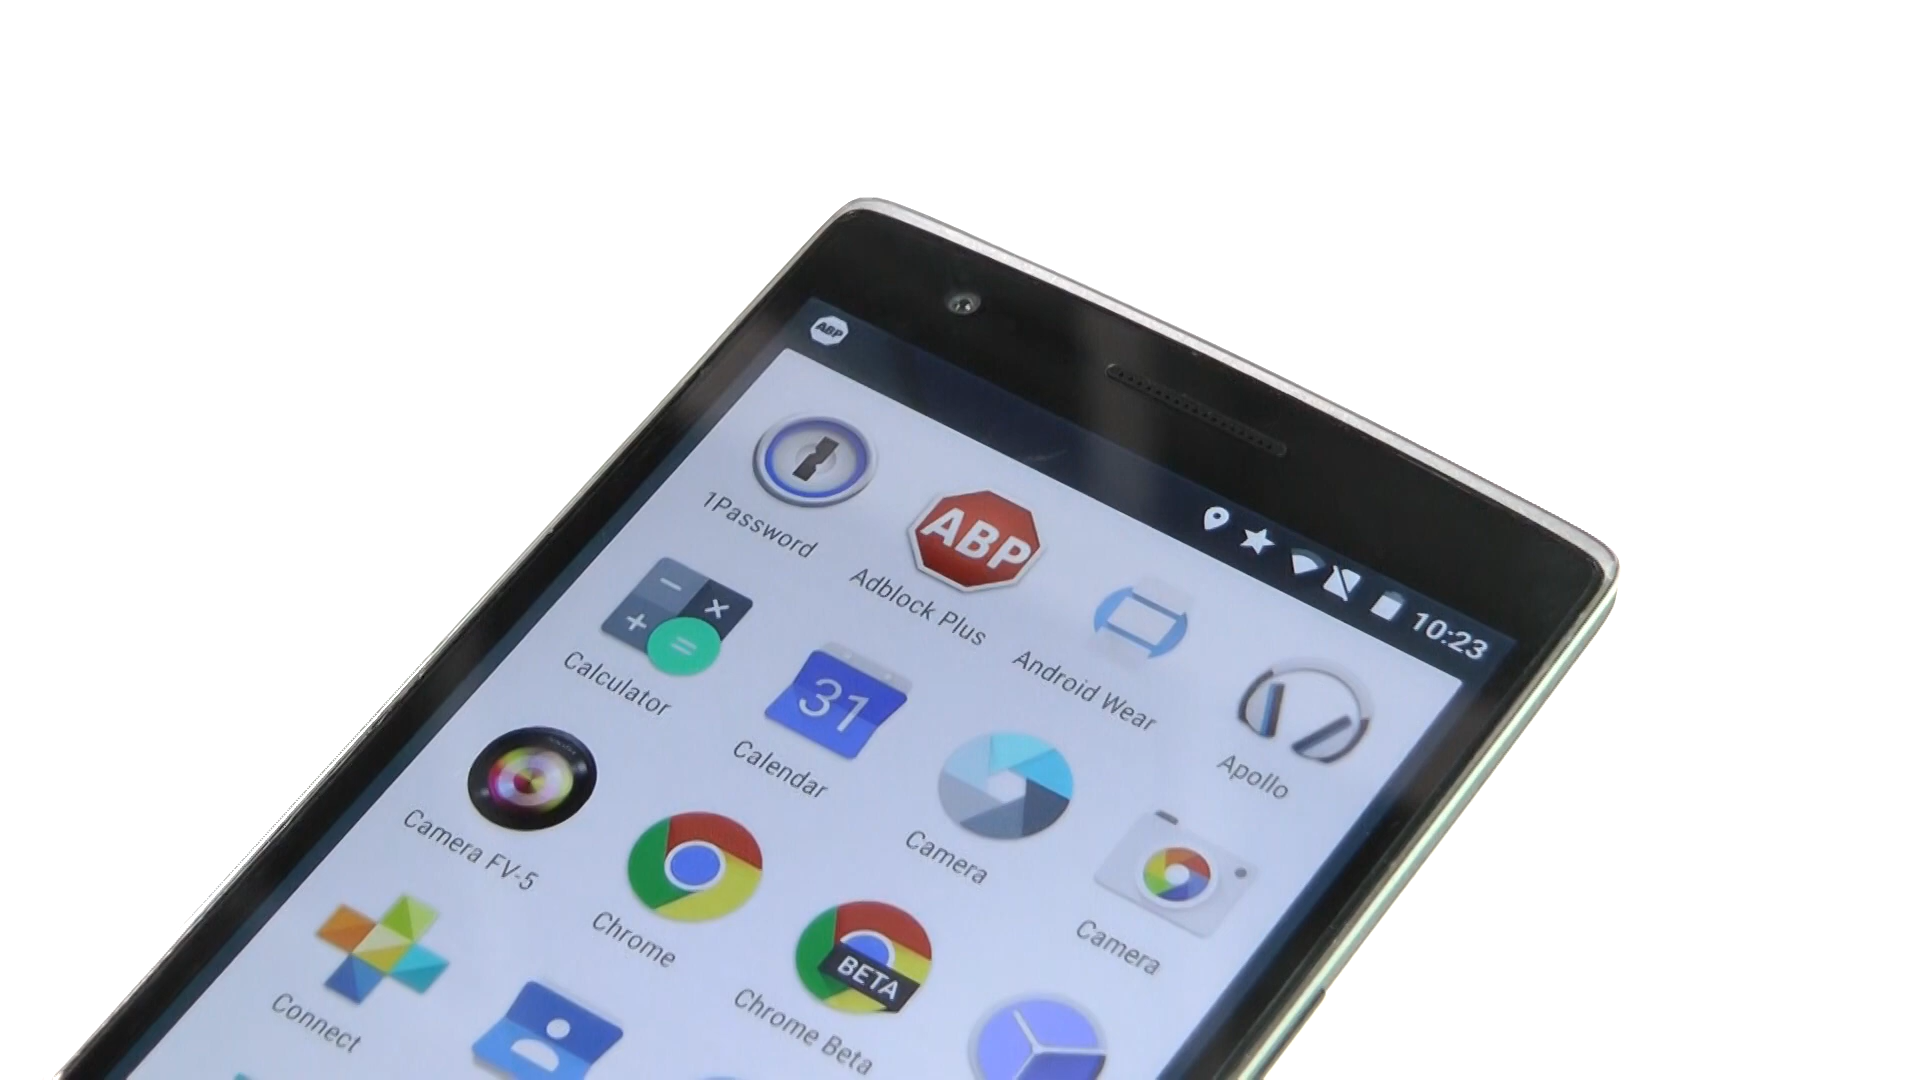 ABP
10:23
1Password
ABP
Adblock Plus
Android Wear
Apollo
Calculator
31
Calendar
Camera
Camera
Camera FV-5
Chrome
BETA
Chrome Beta
Connect